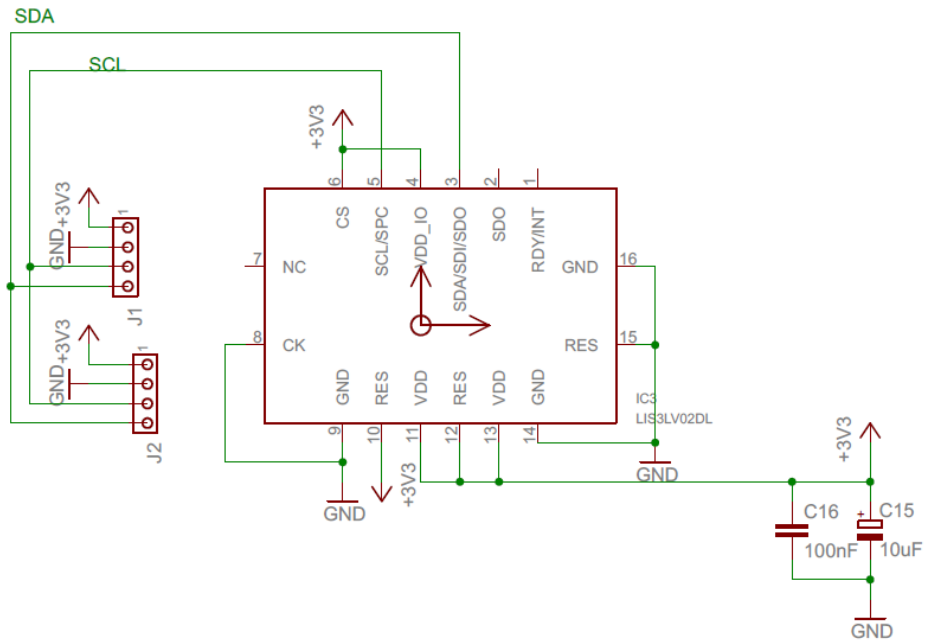 SDA
SCL
+3V3
6
5
4
3
2
1
CS
SCL/SPC
VDD_IO
SDA/SDI/SDO
SDO
RDY/INT
+3V3
GND
1
J1
7
NC
GND
16
8
CK
RES
15
+3V3
GND
1
J2
GND
RES
VDD
RES
VDD
GND
IC3
LIS3LV02DL
9
10
11
12
13
14
GND
+3V3
GND
+3V3
C16
100nF
+
C15
10uF
GND